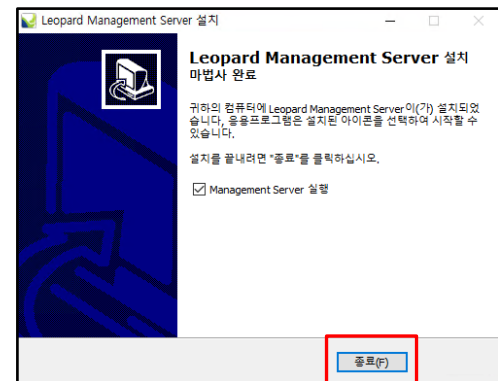 Leopard Management Server 설치
Leopard Management Server 설치
마법사 완료
귀하의 컴퓨터에 Leopard Management Server이(가) 설치되었
습니다, 응용프로그램은 설치된 아이콘을 선택하여 시작할 수
있습니다.
설치를 끝내려면 "종료"를 클릭하십시오.
Management Server 실행
종료(F)